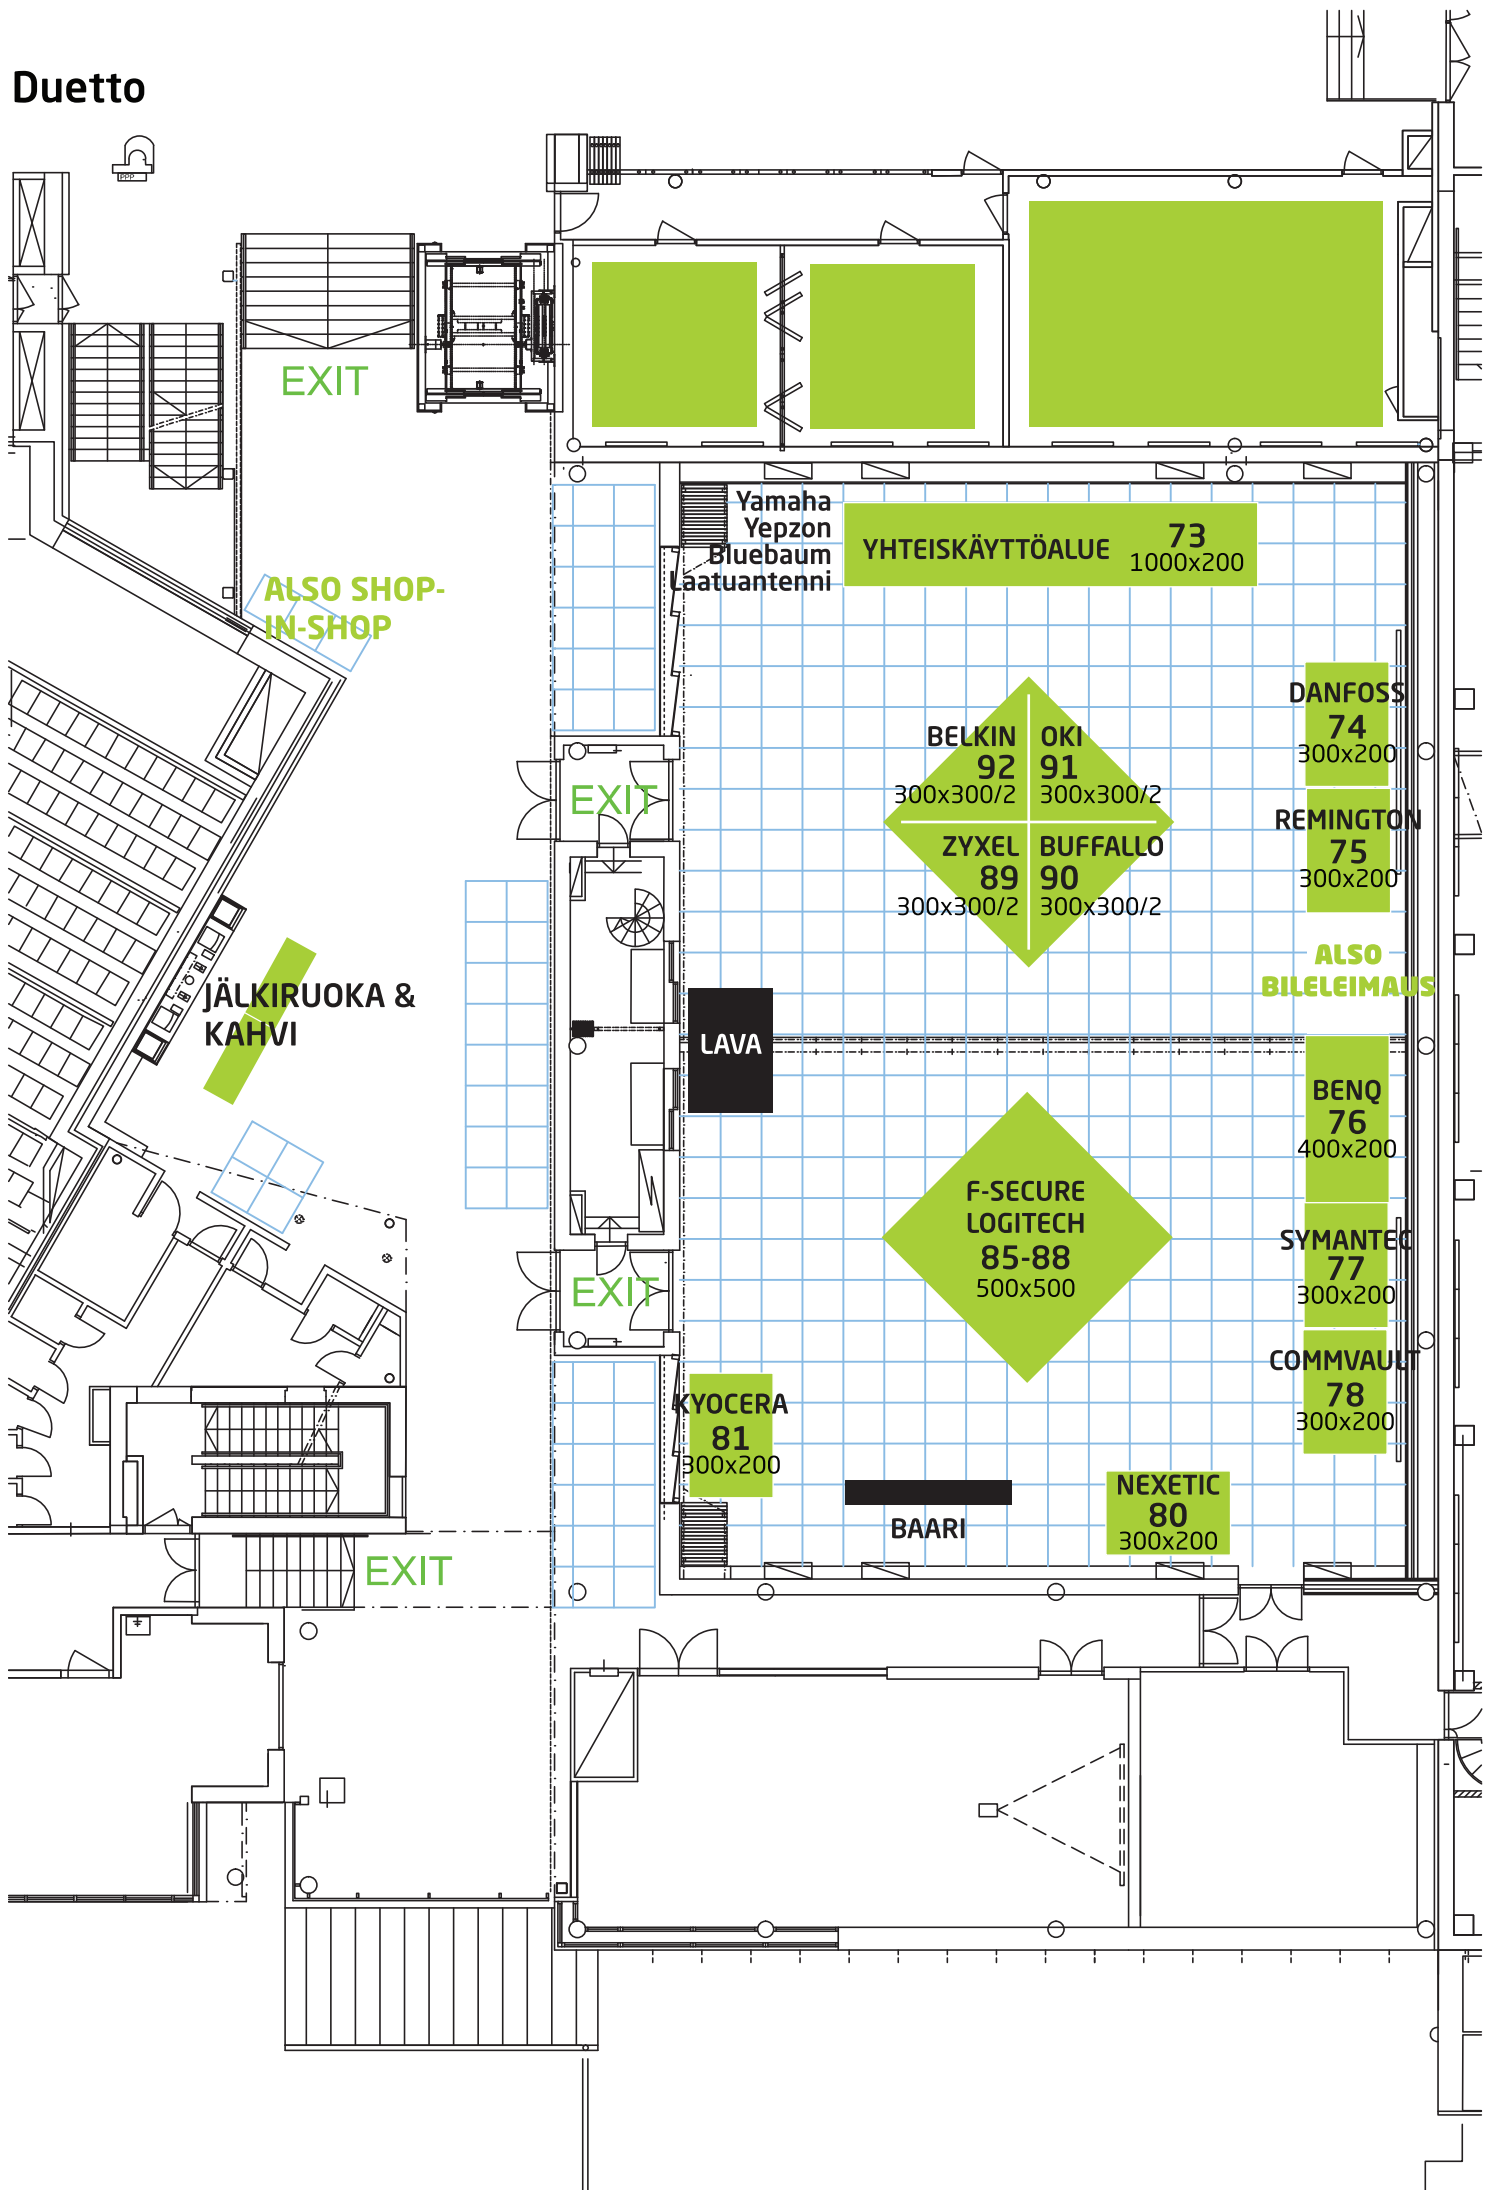 Duetto
PPP
EXIT
Yamaha
Yepzon
Bluebaum
Laatuantenni
YHTEISKÄYTTÖALUE
73
1000x200
ALSO SHOP-
IN-SHOP
DANFOSS
74
300x200
BELKIN
92
300x300/2
OKI
91
300x300/2
EXIT
REMINGTON
75
300x200
ZYXEL
89
300x300/2
BUFFALLO
90
300x300/2
ALSO
BILELEIMAUS
JÄLKIRUOKA &
KAHVI
LAVA
BENQ
76
400x200
F-SECURE
LOGITECH
85-88
500x500
SYMANTEC
77
300x200
EXIT
COMMVAULT
78
300x200
KYOCERA
81
300x200
NEXETIC
80
300x200
BAARI
EXIT